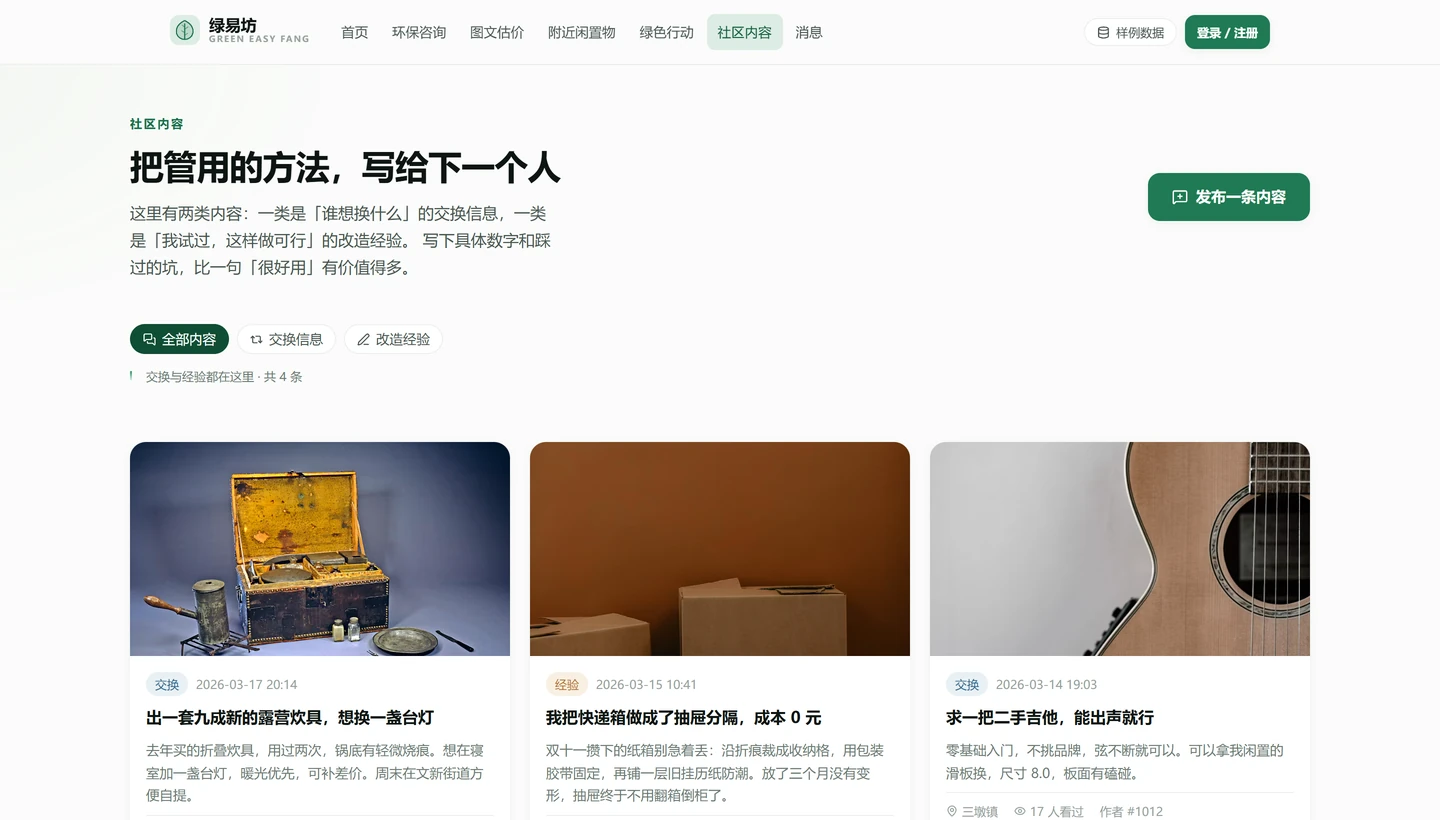 绿易坊
GREEN EASY FANG
首页
环保咨询
图文估价
附近闲置物
绿色行动
社区内容
消息
样例数据
登录 / 注册
社区内容
把管用的方法，写给下一个人
这里有两类内容：一类是「谁想换什么」的交换信息，一类
是「我试过，这样做可行」的改造经验。 写下具体数字和踩
过的坑，比一句「很好用」有价值得多。
发布一条内容
全部内容
交换信息
改造经验
交换与经验都在这里 · 共 4 条
交换 2026-03-17 20:14
出一套九成新的露营炊具，想换一盏台灯
去年买的折叠炊具，用过两次，锅底有轻微烧痕。想在寝
室加一盏台灯，暖光优先，可补差价。周末在文新街道方
便自提。
经验 2026-03-15 10:41
我把快递箱做成了抽屉分隔，成本 0 元
双十一攒下的纸箱别急着丢：沿折痕裁成收纳格，用包装
胶带固定，再铺一层旧挂历纸防潮。放了三个月没有变
形，抽屉终于不用翻箱倒柜了。
交换 2026-03-14 19:03
求一把二手吉他，能出声就行
零基础入门，不挑品牌，弦不断就可以。可以拿我闲置的
滑板换，尺寸 8.0，板面有磕碰。
三墩镇 17 人看过 作者 #1012